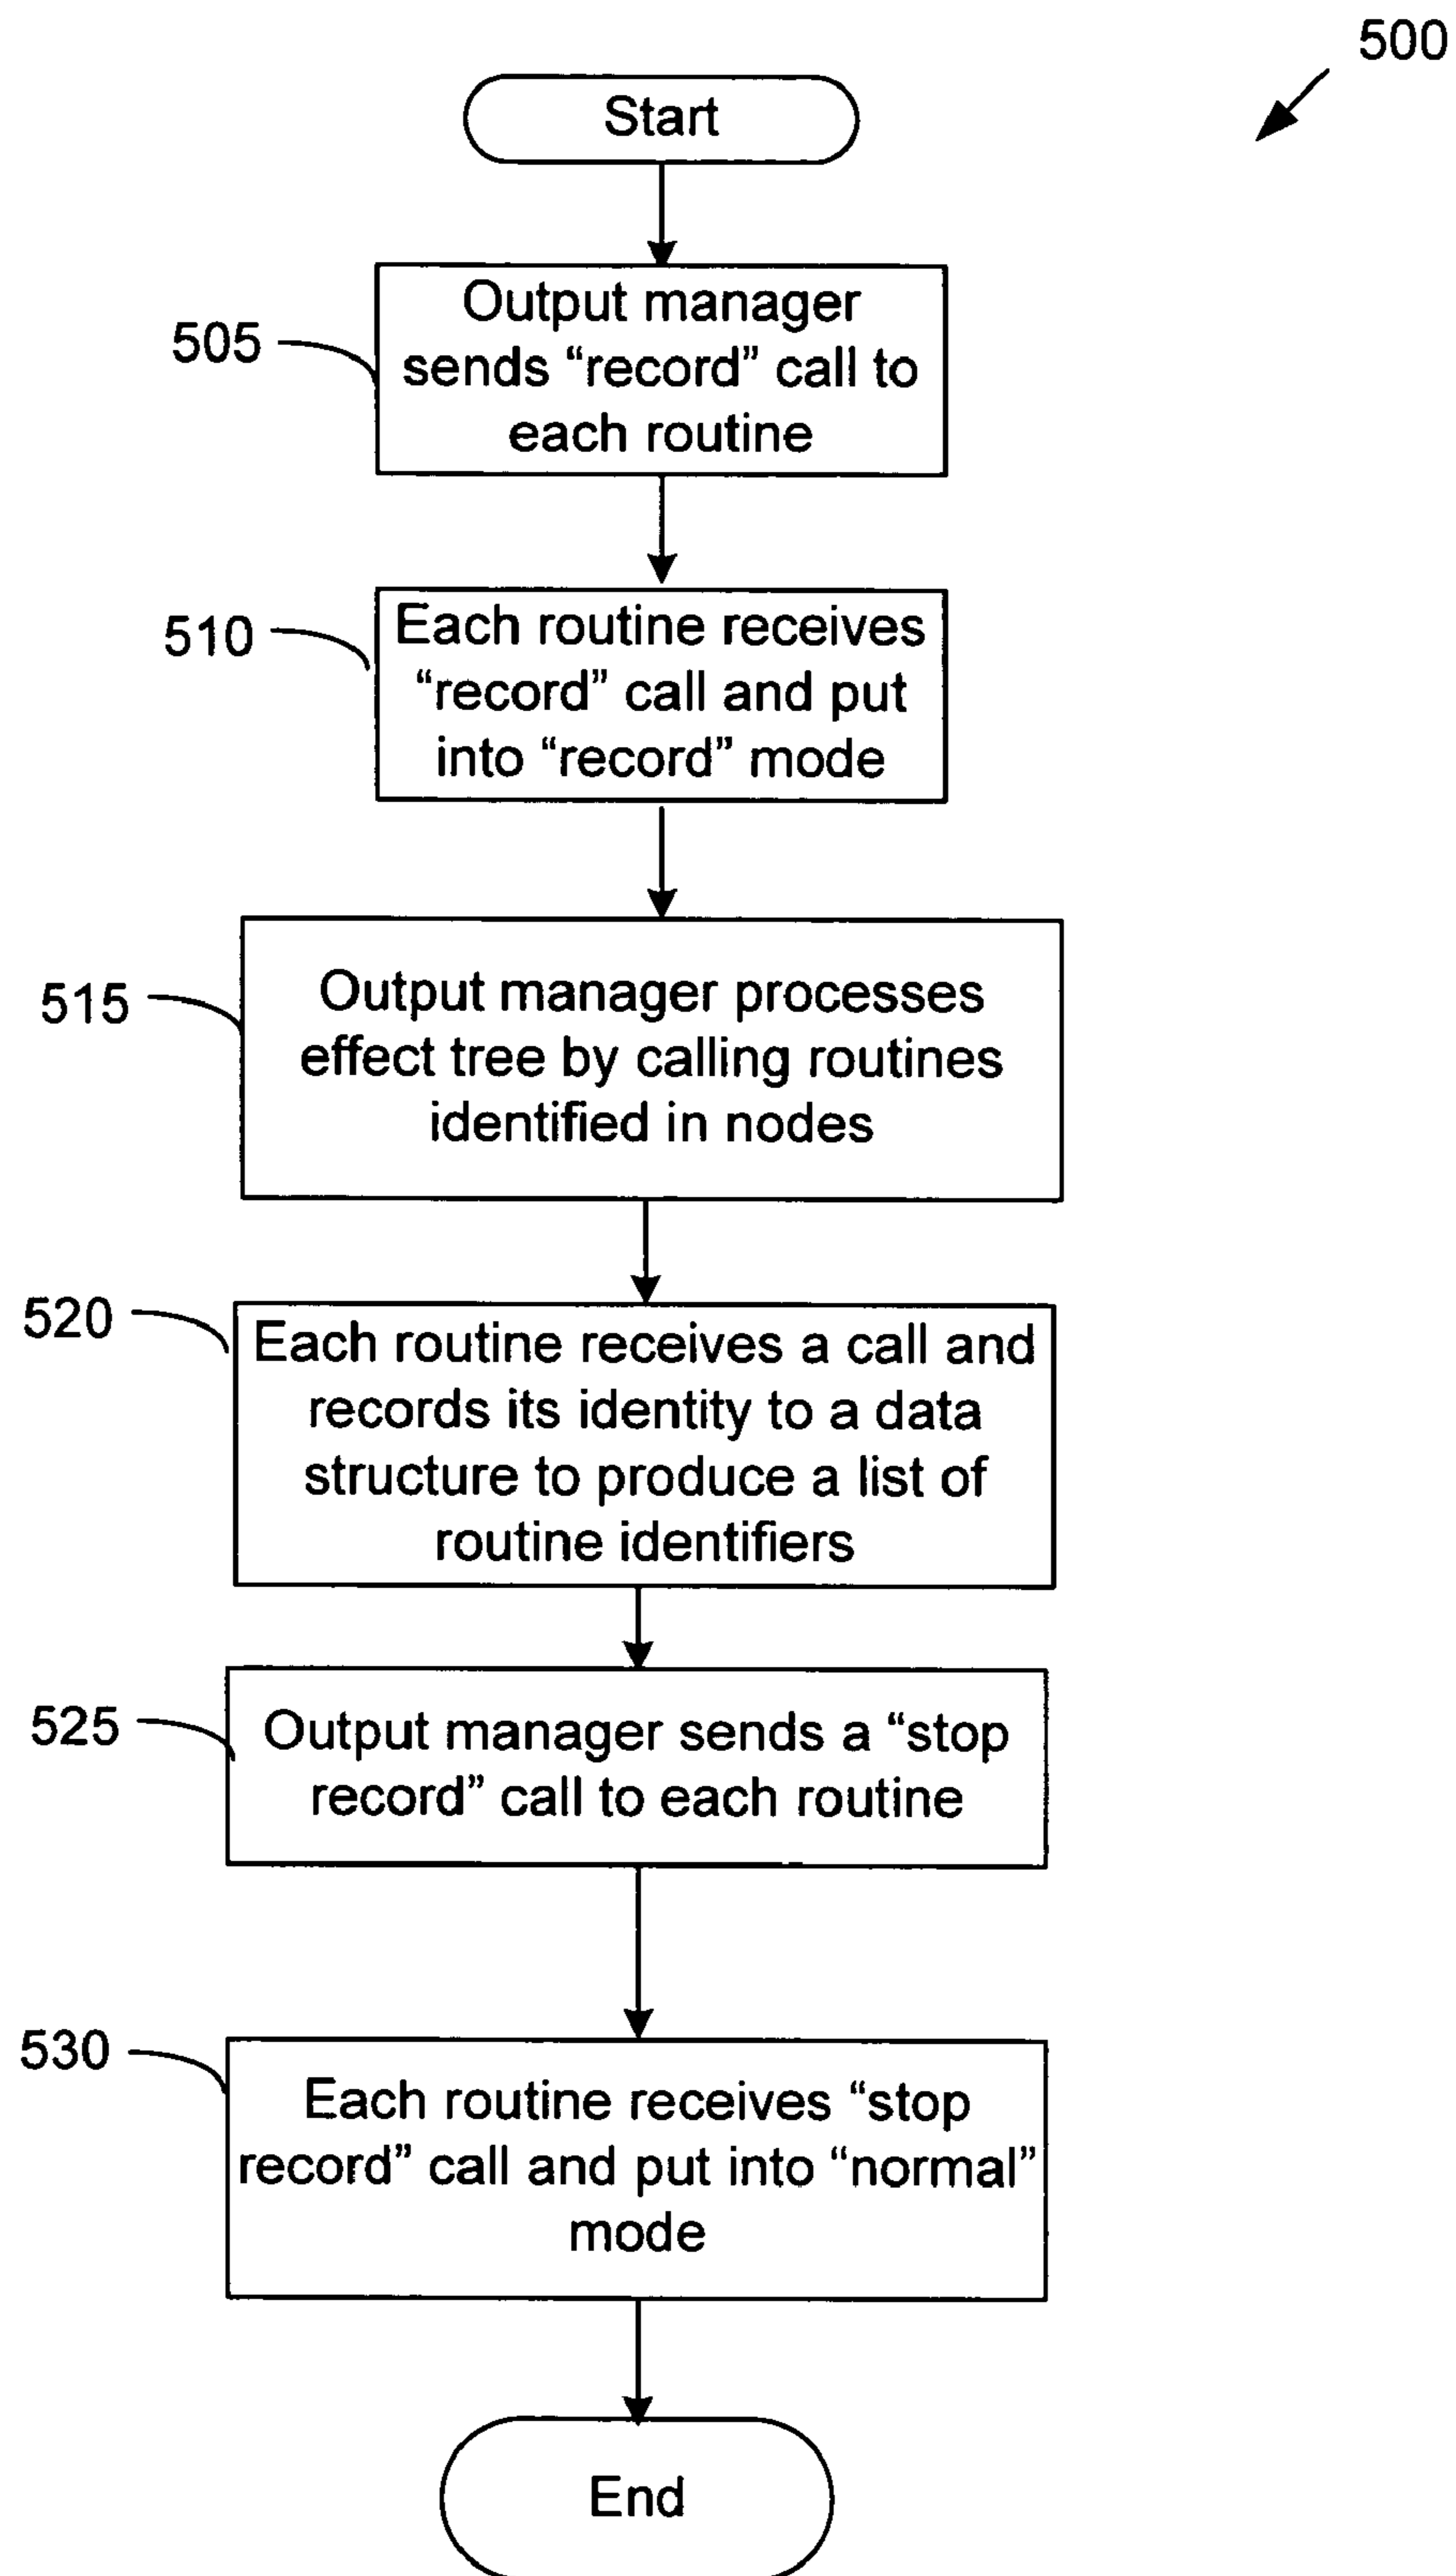 500
Start
505
Output manager
sends “record” call to
each routine
510
Each routine receives
“record” call and put
into “record” mode
515
Output manager processes
effect tree by calling routines
identified in nodes
520
Each routine receives a call and
records its identity to a data
structure to produce a list of
routine identifiers
525
Output manager sends a “stop
record” call to each routine
530
Each routine receives “stop
record” call and put into “normal”
mode
End